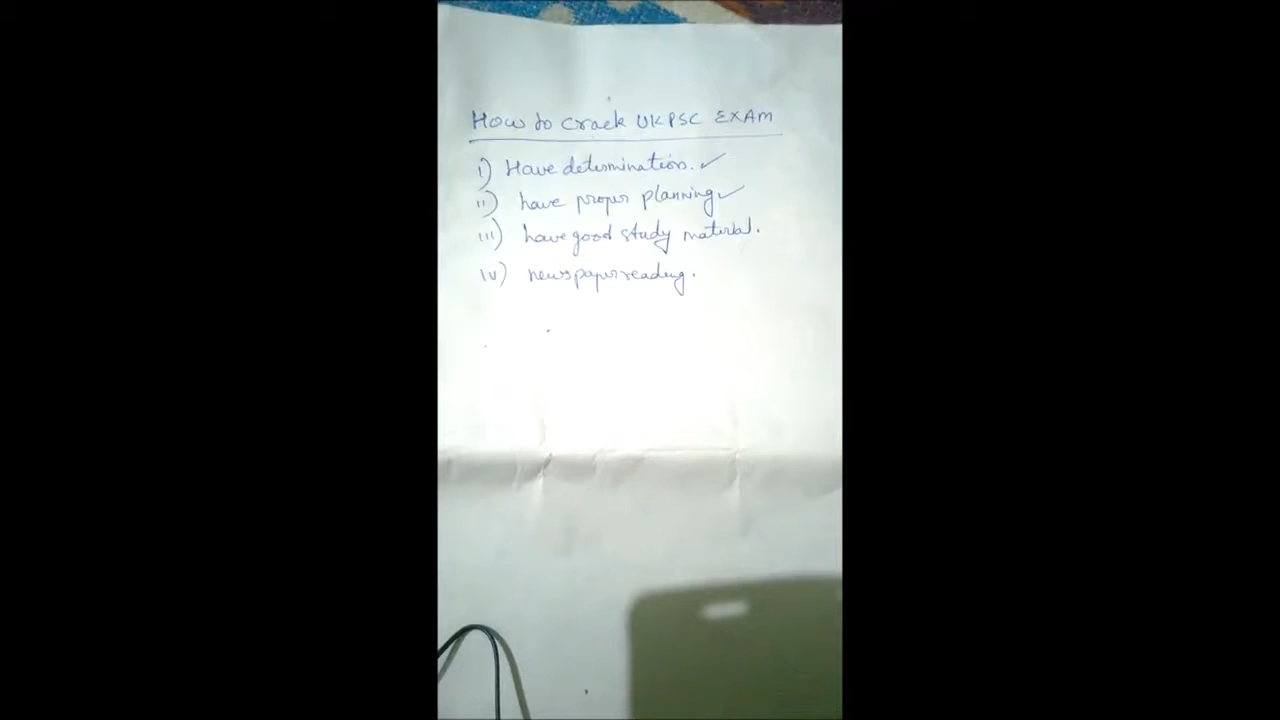 How to crack UKPSC EXAM
i) Have determination. ✓
ii) have proper planning ✓
iii) have good study material.
iv) newspaper reading.